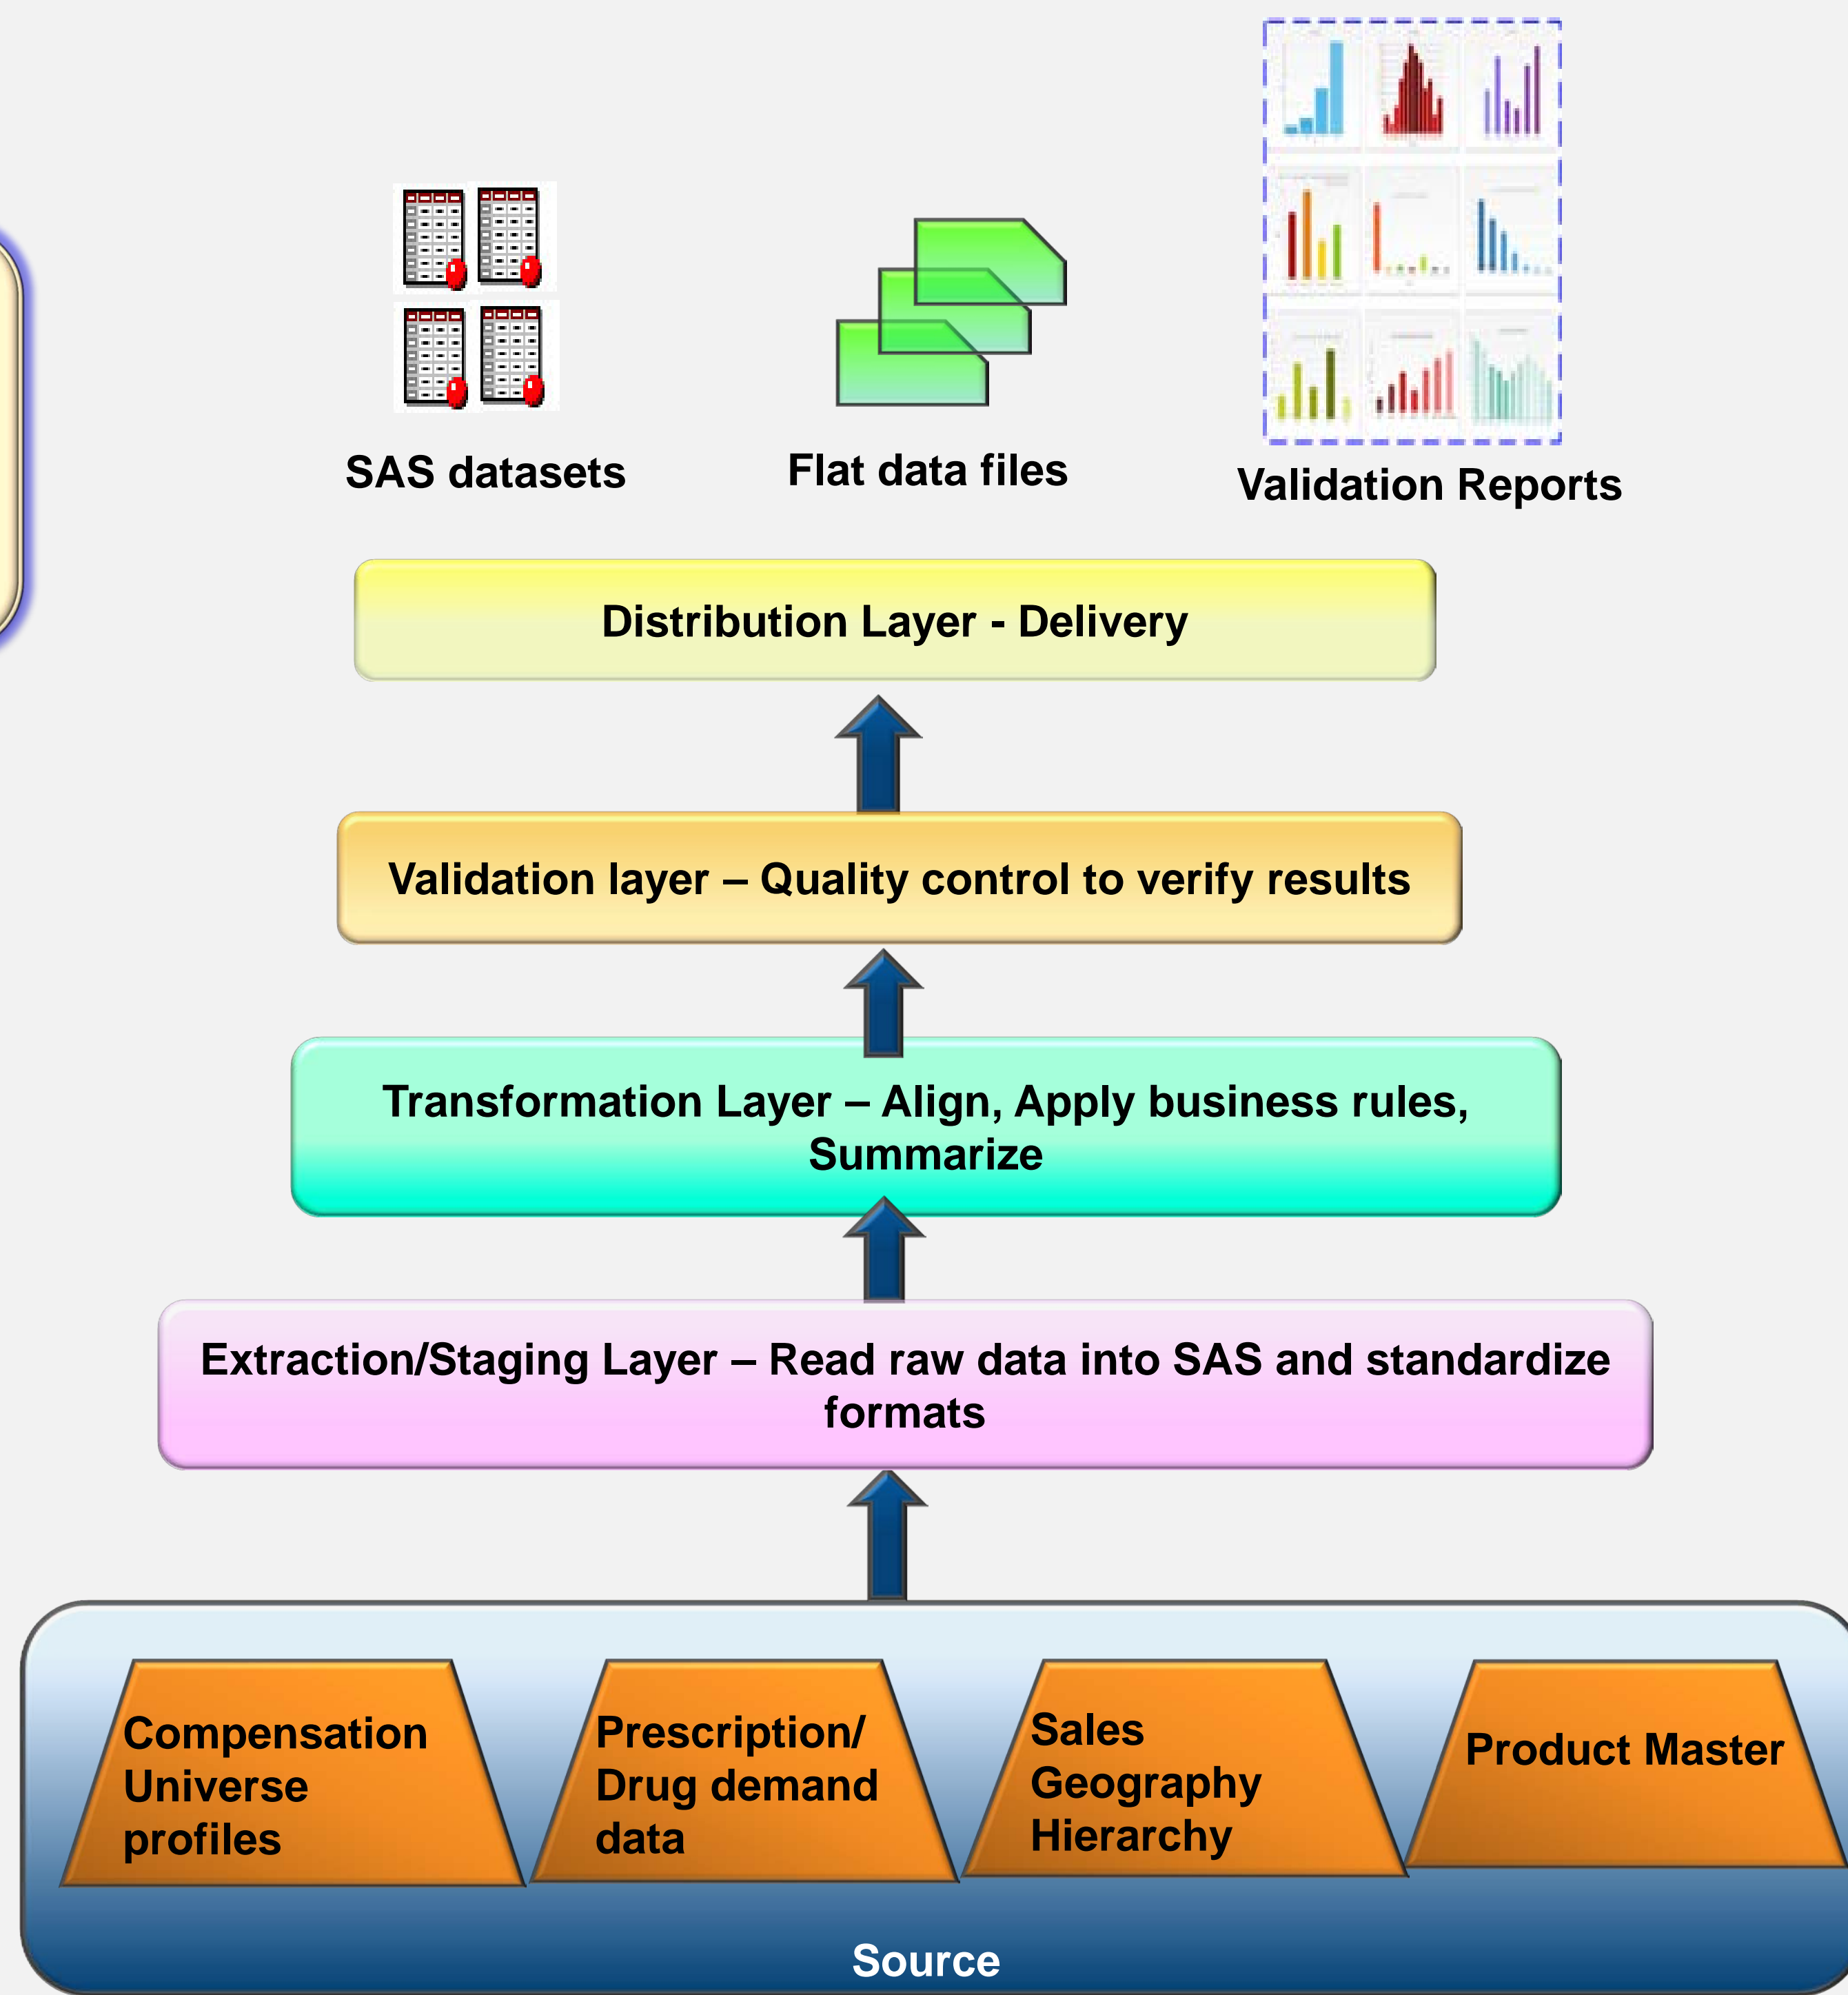 SAS datasets
Flat data files
Validation Reports
Distribution Layer - Delivery
Validation layer – Quality control to verify results
Transformation Layer – Align, Apply business rules,
Summarize
Extraction/Staging Layer – Read raw data into SAS and standardize
formats
Compensation
Universe
profiles
Prescription/
Drug demand
data
Sales
Geography
Hierarchy
Product Master
Source